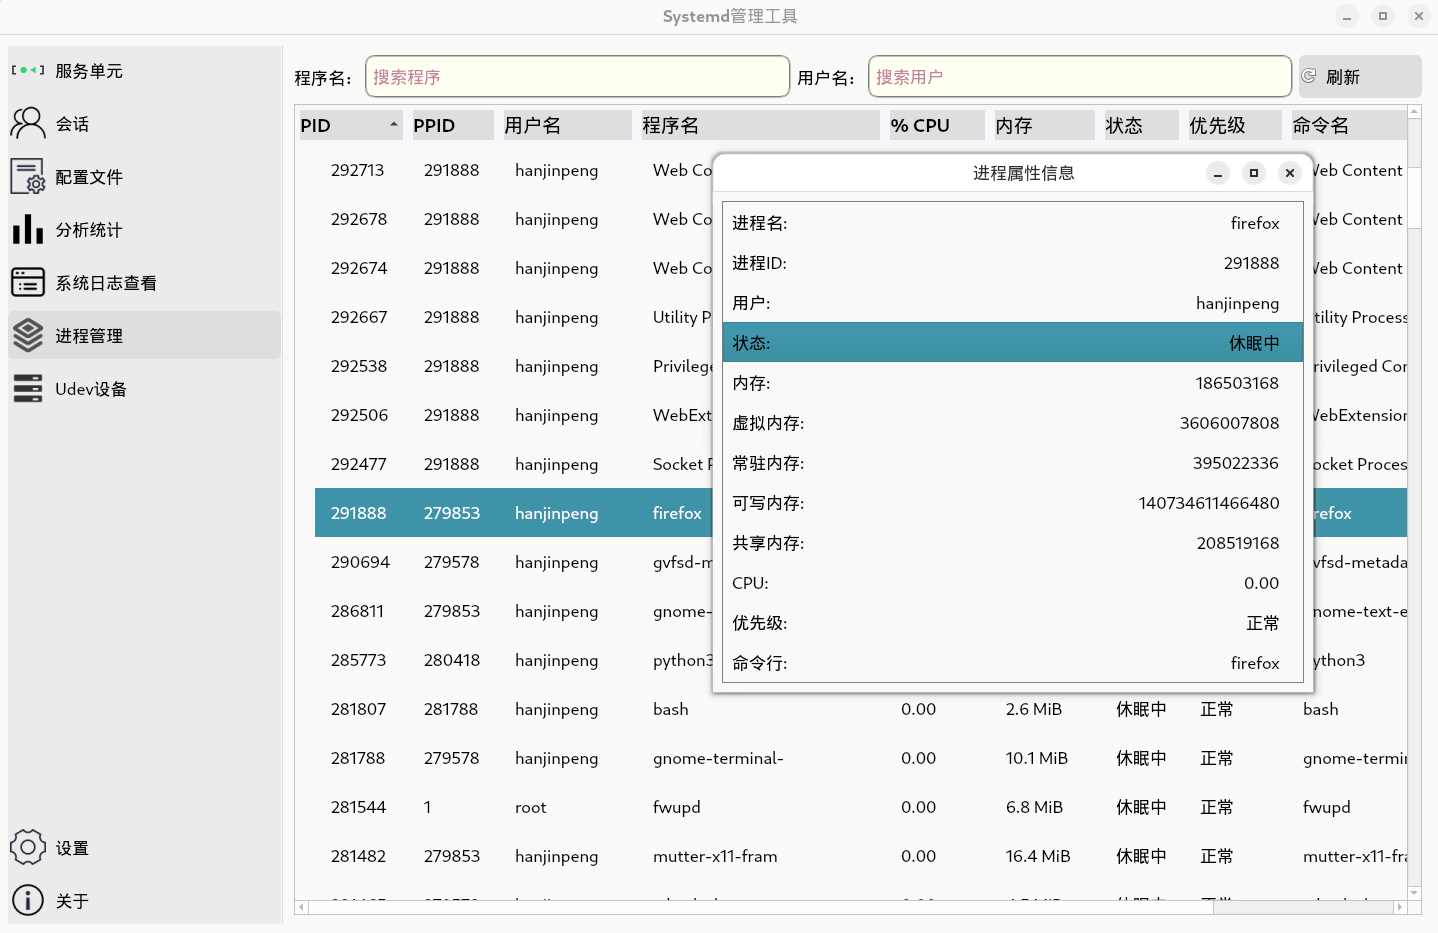 Systemd管理工具
服务单元
会话
配置文件
分析统计
系统日志查看
进程管理
Udev设备
设置
关于
程序名: 搜索程序 用户名: 搜索用户 刷新
PID PPID 用户名 程序名 % CPU 内存 状态 优先级 命令名
292713 291888 hanjinpeng Web Co eb Content
292678 291888 hanjinpeng Web Co eb Content
292674 291888 hanjinpeng Web Co eb Content
292667 291888 hanjinpeng Utility P tility Process
292538 291888 hanjinpeng Privileg rivileged Con
292506 291888 hanjinpeng WebExt ebExtension
292477 291888 hanjinpeng Socket ocket Proces
291888 279853 hanjinpeng firefox refox
290694 279578 hanjinpeng gvfsd-m vfsd-metada
286811 279853 hanjinpeng gnome- nome-text-e
285773 280418 hanjinpeng python3 ython3
281807 281788 hanjinpeng bash 0.00 2.6 MiB 休眠中 正常 bash
281788 279578 hanjinpeng gnome-terminal- 0.00 10.1 MiB 休眠中 正常 gnome-termin
281544 1 root fwupd 0.00 6.8 MiB 休眠中 正常 fwupd
281482 279853 hanjinpeng mutter-x11-fram 0.00 16.4 MiB 休眠中 正常 mutter-x11-fra
进程属性信息
进程名: firefox
进程ID: 291888
用户: hanjinpeng
状态: 休眠中
内存: 186503168
虚拟内存: 3606007808
常驻内存: 395022336
可写内存: 140734611466480
共享内存: 208519168
CPU: 0.00
优先级: 正常
命令行: firefox